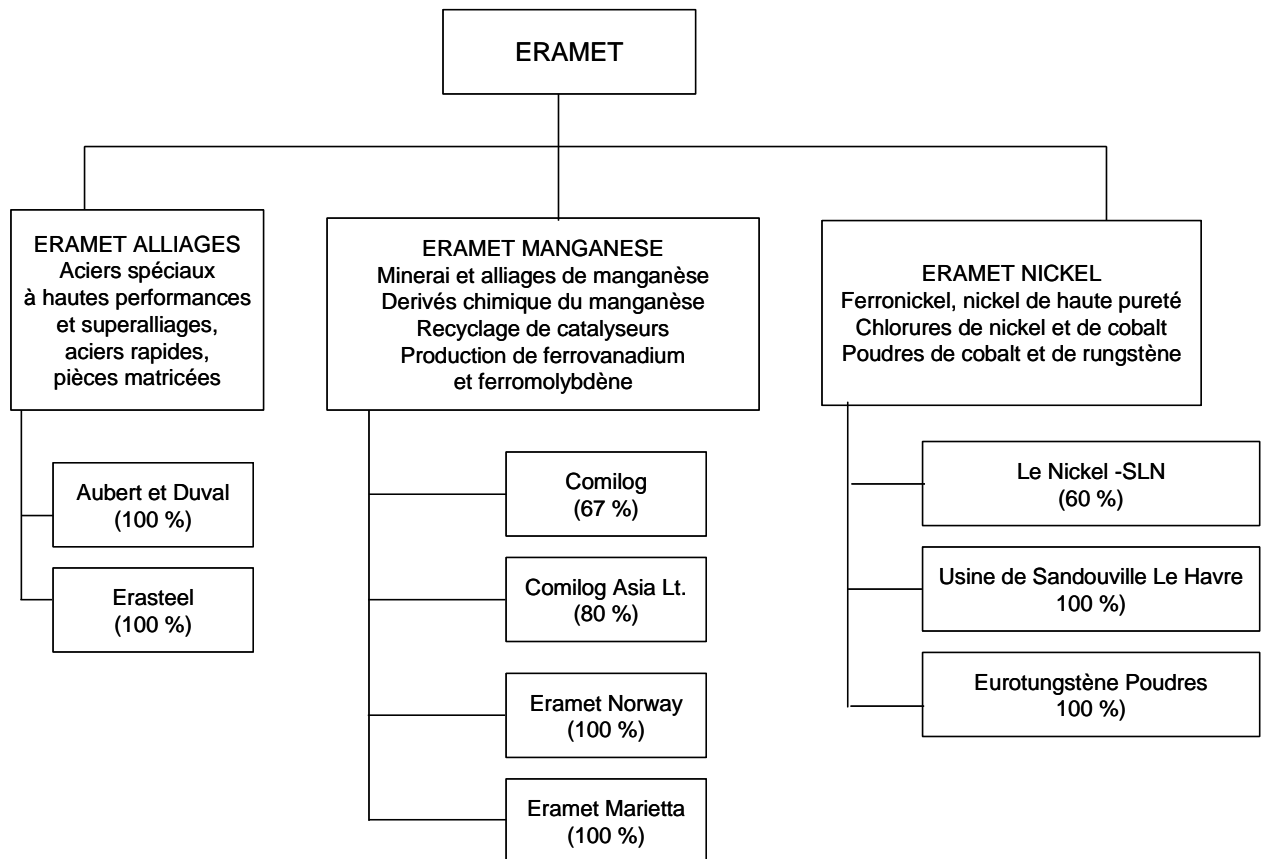 ERAMET
ERAMET ALLIAGES
Aciers spéciaux
à hautes performances
et superalliages,
aciers rapides,
pièces matricées
Aubert et Duval
(100 %)
Erasteel
(100 %)
ERAMET MANGANESE
Minerai et alliages de manganèse
Derivés chimique du manganèse
Recyclage de catalyseurs
Production de ferrovanadium
et ferromolybdène
Comilog
(67 %)
Comilog Asia Lt.
(80 %)
Eramet Norway
(100 %)
Eramet Marietta
(100 %)
ERAMET NICKEL
Ferronickel, nickel de haute pureté
Chlorures de nickel et de cobalt
Poudres de cobalt et de rungstène
Le Nickel -SLN
(60 %)
Usine de Sandouville Le Havre
100 %)
Eurotungstène Poudres
100 %)